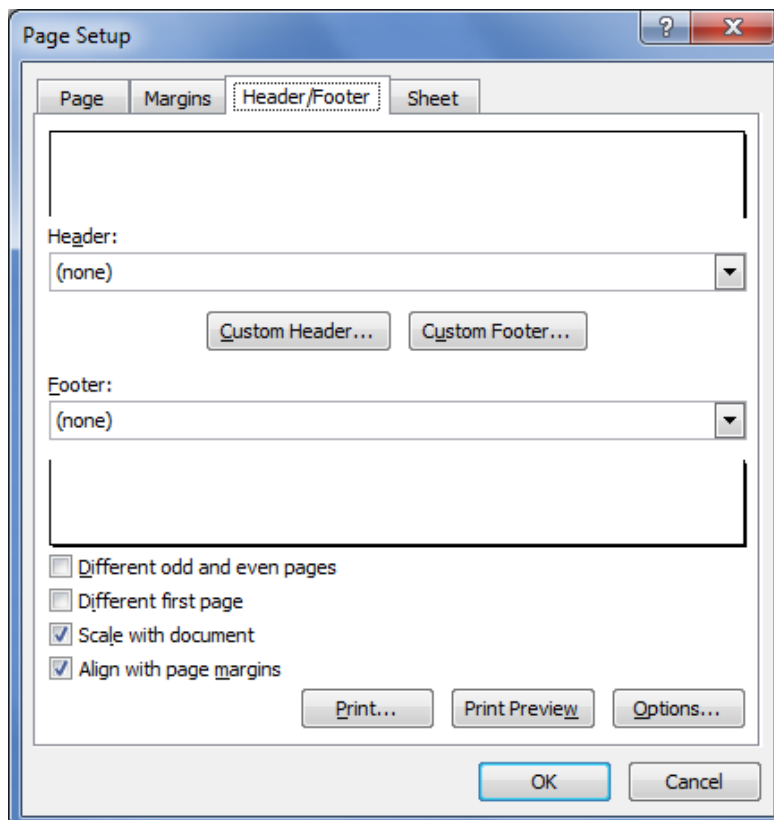 Page Setup
Page Margins Header/Footer Sheet
Header:
(none)
Custom Header... Custom Footer...
Footer:
(none)
Different odd and even pages
Different first page
Scale with document
Align with page margins
Print... Print Preview Options...
OK Cancel